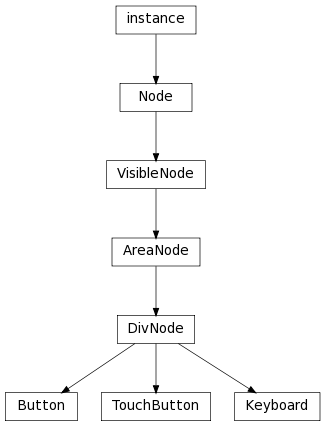 instance
Node
VisibleNode
AreaNode
DivNode
Button
TouchButton
Keyboard